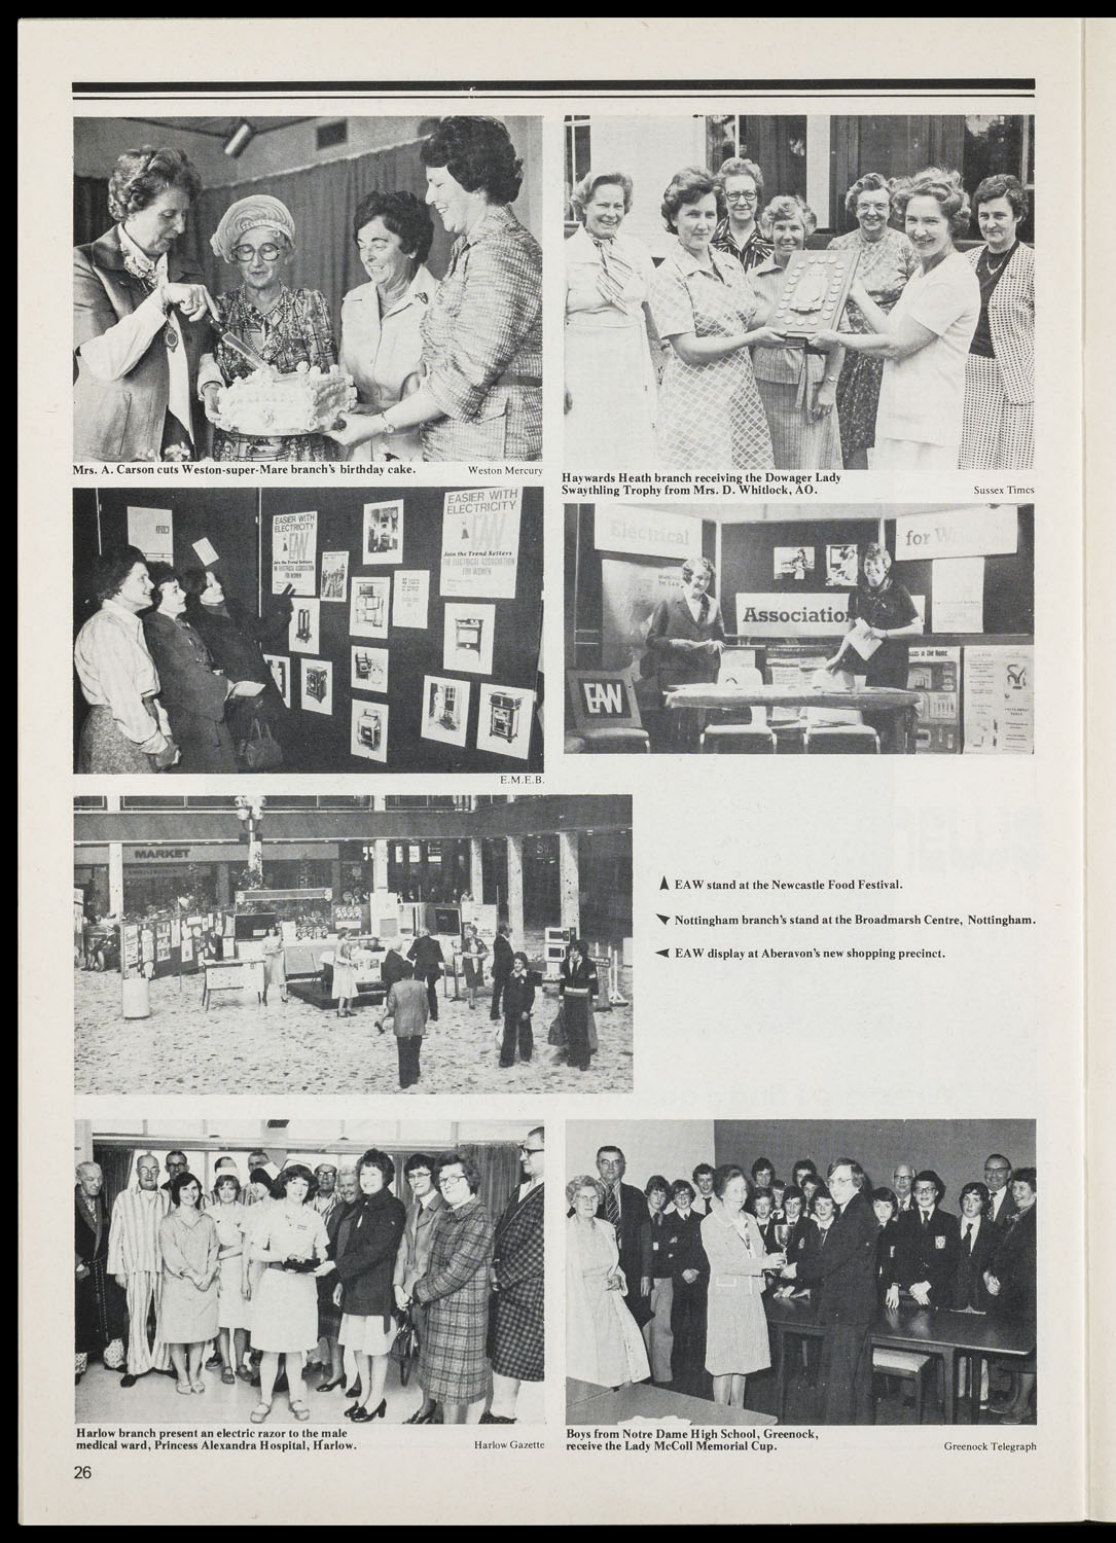 Mrs. A. Carson cuts Weston-super-Mare branch's birthday cake.
Weston Mercury
Haywards Heath branch receiving the Dowager Lady
Swaythling Trophy from Mrs. D. Whitlock, AO.
Sussex Times
EASIER WITH
ELECTRICITY
EAW
Join the Trend Setters
THE ELECTRICAL ASSOCIATION
FOR WOMEN
EASIER WITH
ELECTRICITY
EAW
Join the Trend Setters
THE ELECTRICAL ASSOCIATION
FOR WOMEN
E.M.E.B.
Electrical
for
Association
EAW
MARKET
EAW stand at the Newcastle Food Festival.
Nottingham branch's stand at the Broadmarsh Centre, Nottingham.
EAW display at Aberavon's new shopping precinct.
Harlow branch present an electric razor to the male
medical ward, Princess Alexandra Hospital, Harlow.
Harlow Gazette
Boys from Notre Dame High School, Greenock,
receive the Lady McColl Memorial Cup.
Greenock Telegraph
26